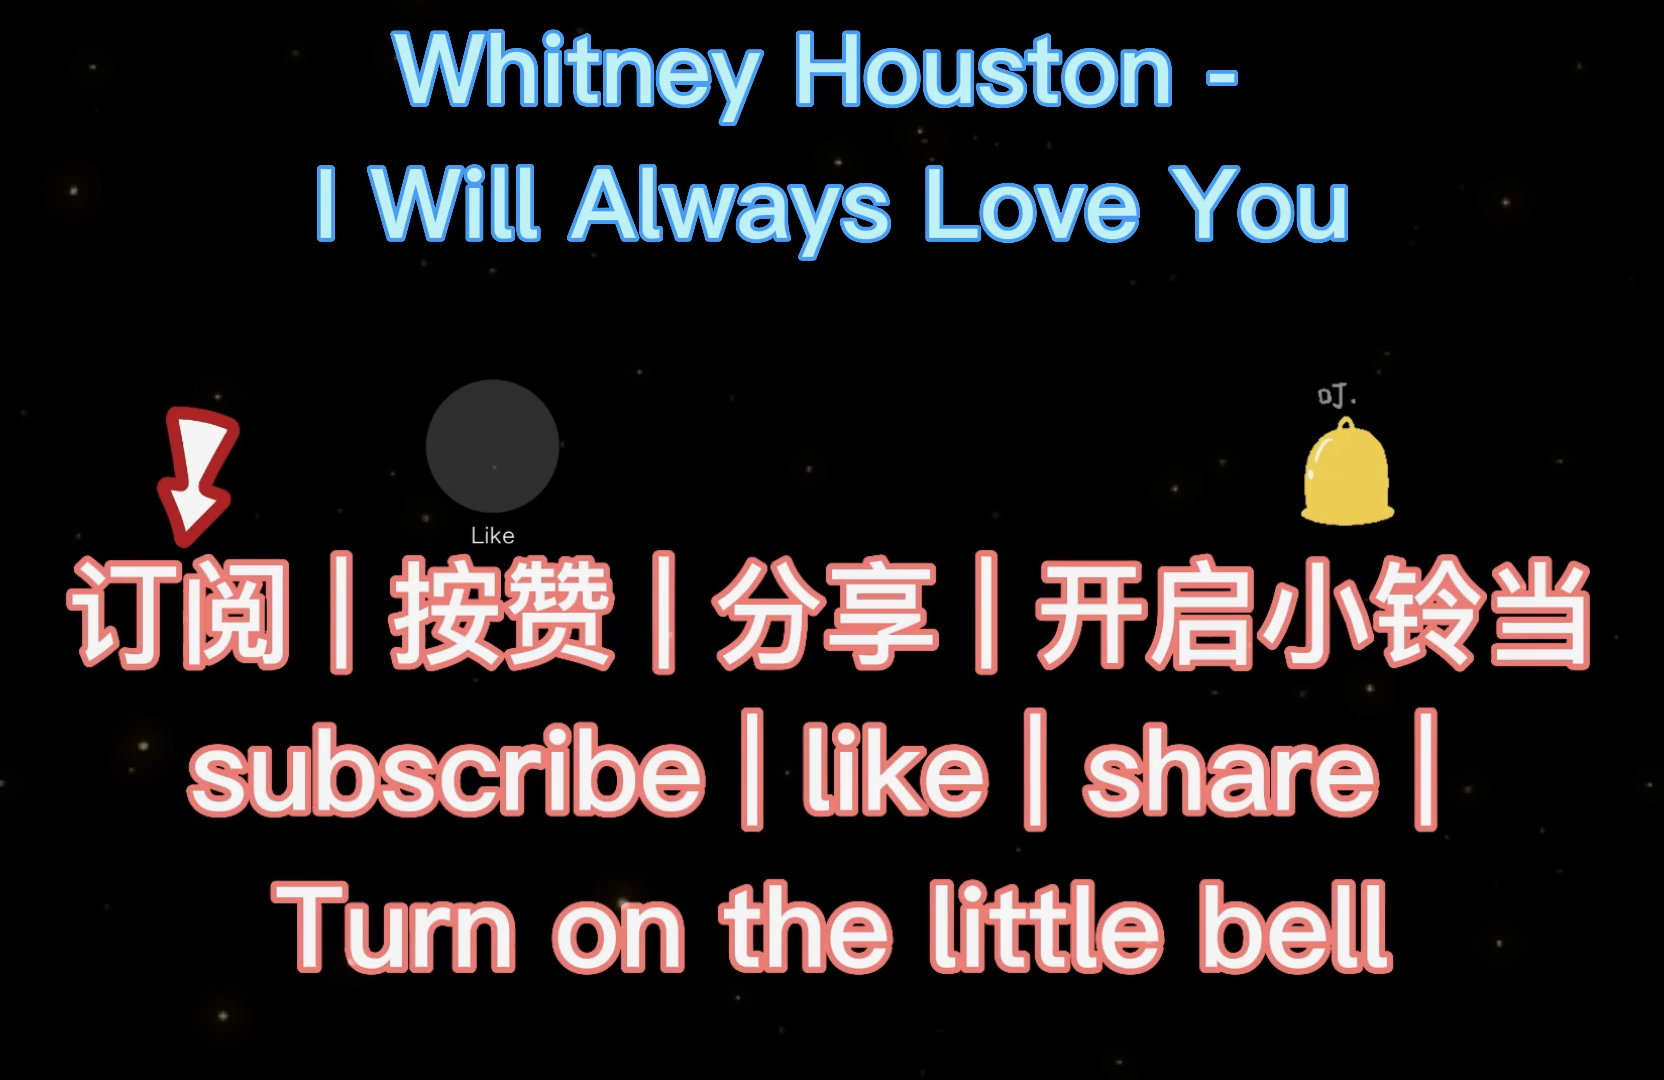 Whitney Houston -
I Will Always Love You
叮.
Like
订阅 | 按赞 | 分享 | 开启小铃当
subscribe | like | share |
Turn on the little bell